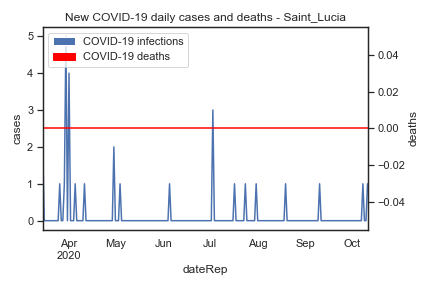 New COVID-19 daily cases and deaths - Saint_Lucia
COVID-19 infections
COVID-19 deaths
cases
5
4
3
2
1
0
0.04
0.02
0.00
−0.02
−0.04
deaths
Apr May Jun Jul Aug Sep Oct
2020
dateRep